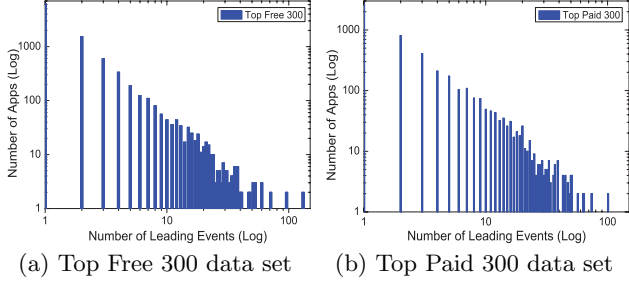 Top Free 300
1000
100
10
1
Number of Apps (Log)
1
10
100
Number of Leading Events (Log)
(a) Top Free 300 data set
Top Paid 300
1000
100
10
1
Number of Apps (Log)
1
10
100
Number of Leading Events (Log)
(b) Top Paid 300 data set